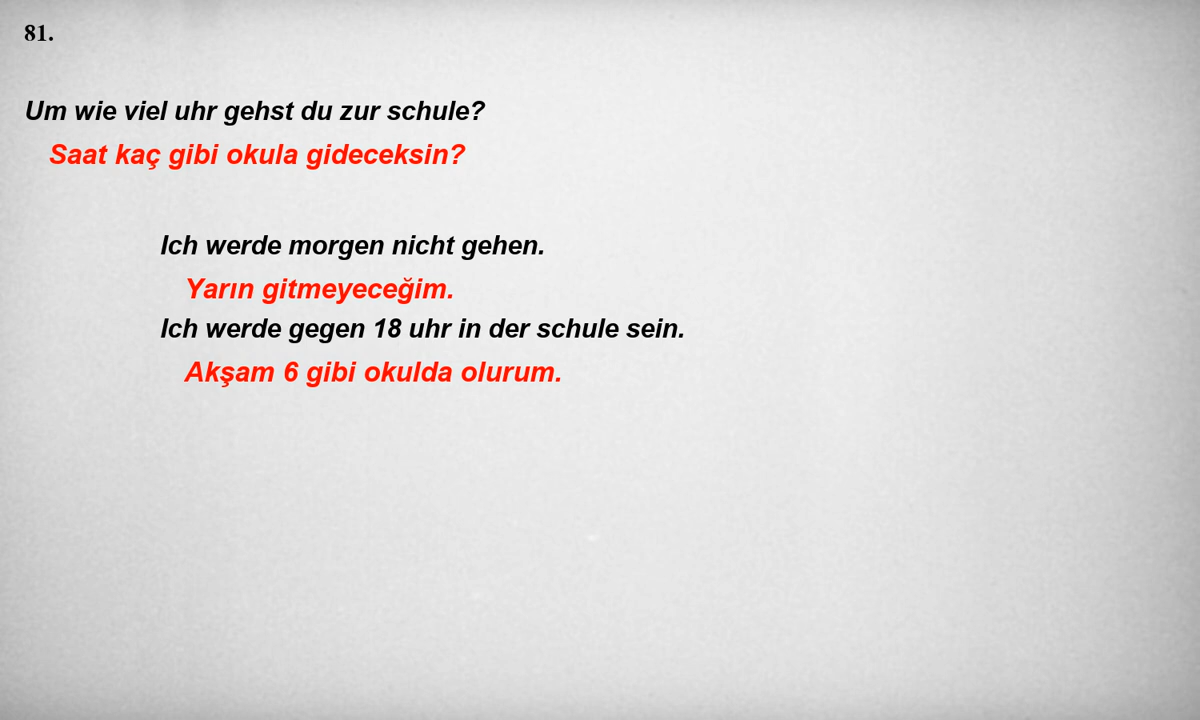 81.
Um wie viel uhr gehst du zur schule?
Saat kaç gibi okula gideceksin?
Ich werde morgen nicht gehen.
Yarın gitmeyeceğim.
Ich werde gegen 18 uhr in der schule sein.
Akşam 6 gibi okulda olurum.